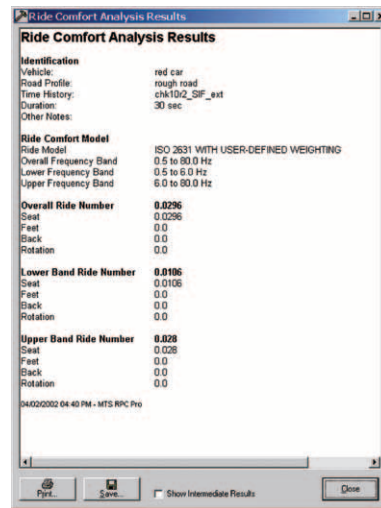 Ride Comfort Analysis Results
Ride Comfort Analysis Results
Identification
Vehicle: red car
Road Profile: rough road
Time History: chk10r2_SIF_ext
Duration: 30 sec
Other Notes:
Ride Comfort Model
Ride Model ISO 2631 WITH USER-DEFINED WEIGHTING
Overall Frequency Band 0.5 to 80.0 Hz
Lower Frequency Band 0.5 to 6.0 Hz
Upper Frequency Band 6.0 to 80.0 Hz
Overall Ride Number 0.0296
Seat 0.0296
Feet 0.0
Back 0.0
Rotation 0.0
Lower Band Ride Number 0.0106
Seat 0.0106
Feet 0.0
Back 0.0
Rotation 0.0
Upper Band Ride Number 0.028
Seat 0.028
Feet 0.0
Back 0.0
Rotation 0.0
04/02/2002 04:40 PM - MTS RPC Pro
Print... Save... Show Intermediate Results Close